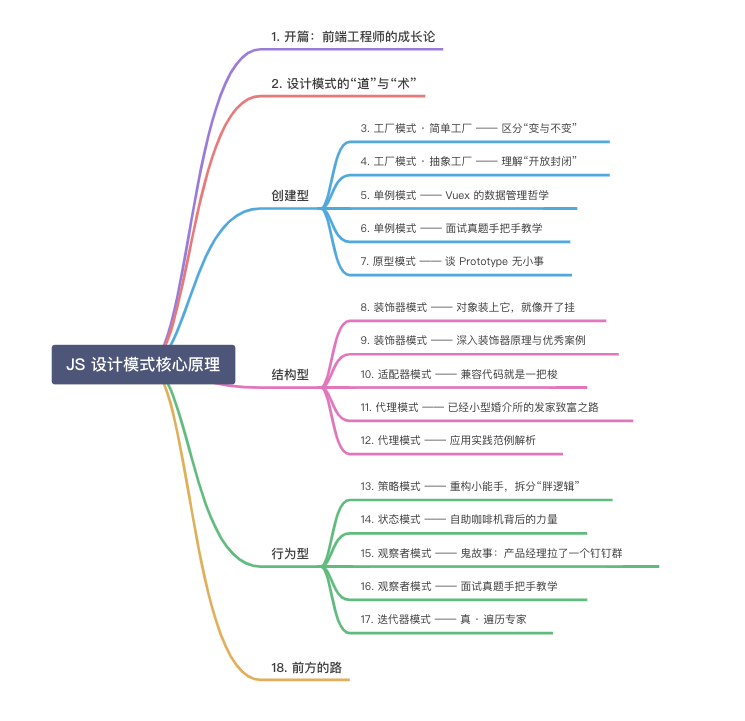 1. 开篇：前端工程师的成长论
2. 设计模式的“道”与“术”
3. 工厂模式 · 简单工厂 —— 区分“变与不变”
4. 工厂模式 · 抽象工厂 —— 理解“开放封闭”
创建型
5. 单例模式 —— Vuex 的数据管理哲学
6. 单例模式 —— 面试真题手把手教学
7. 原型模式 —— 谈 Prototype 无小事
8. 装饰器模式 —— 对象装上它，就像开了挂
9. 装饰器模式 —— 深入装饰器原理与优秀案例
JS 设计模式核心原理
结构型
10. 适配器模式 —— 兼容代码就是一把梭
11. 代理模式 —— 已经小型婚介所的发家致富之路
12. 代理模式 —— 应用实践范例解析
13. 策略模式 —— 重构小能手，拆分“胖逻辑”
14. 状态模式 —— 自助咖啡机背后的力量
行为型
15. 观察者模式 —— 鬼故事：产品经理拉了一个钉钉群
16. 观察者模式 —— 面试真题手把手教学
17. 迭代器模式 —— 真 · 遍历专家
18. 前方的路